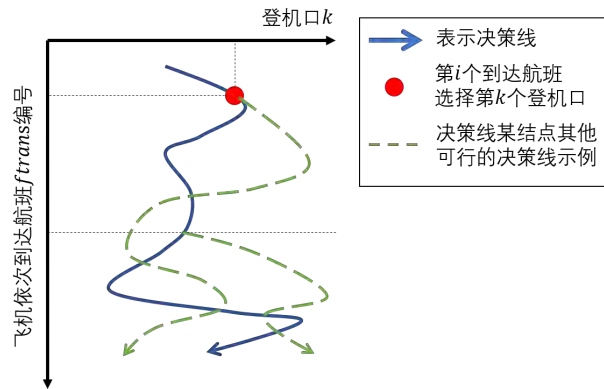 登机口k
飞机依次到达航班ftrans编号
表示决策线
第i个到达航班
选择第k个登机口
决策线某结点其他
可行的决策线示例